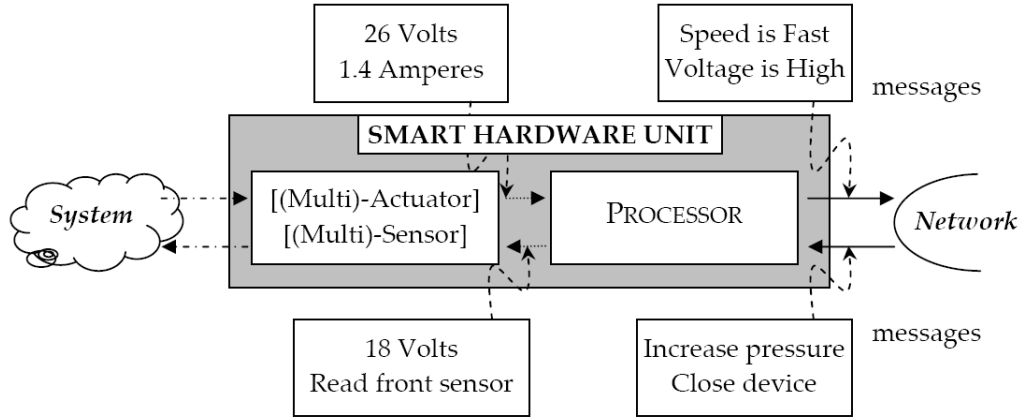 26 Volts
1.4 Amperes
Speed is Fast
Voltage is High
messages
SMART HARDWARE UNIT
System
[(Multi)-Actuator]
[(Multi)-Sensor]
PROCESSOR
Network
18 Volts
Read front sensor
Increase pressure
Close device
messages